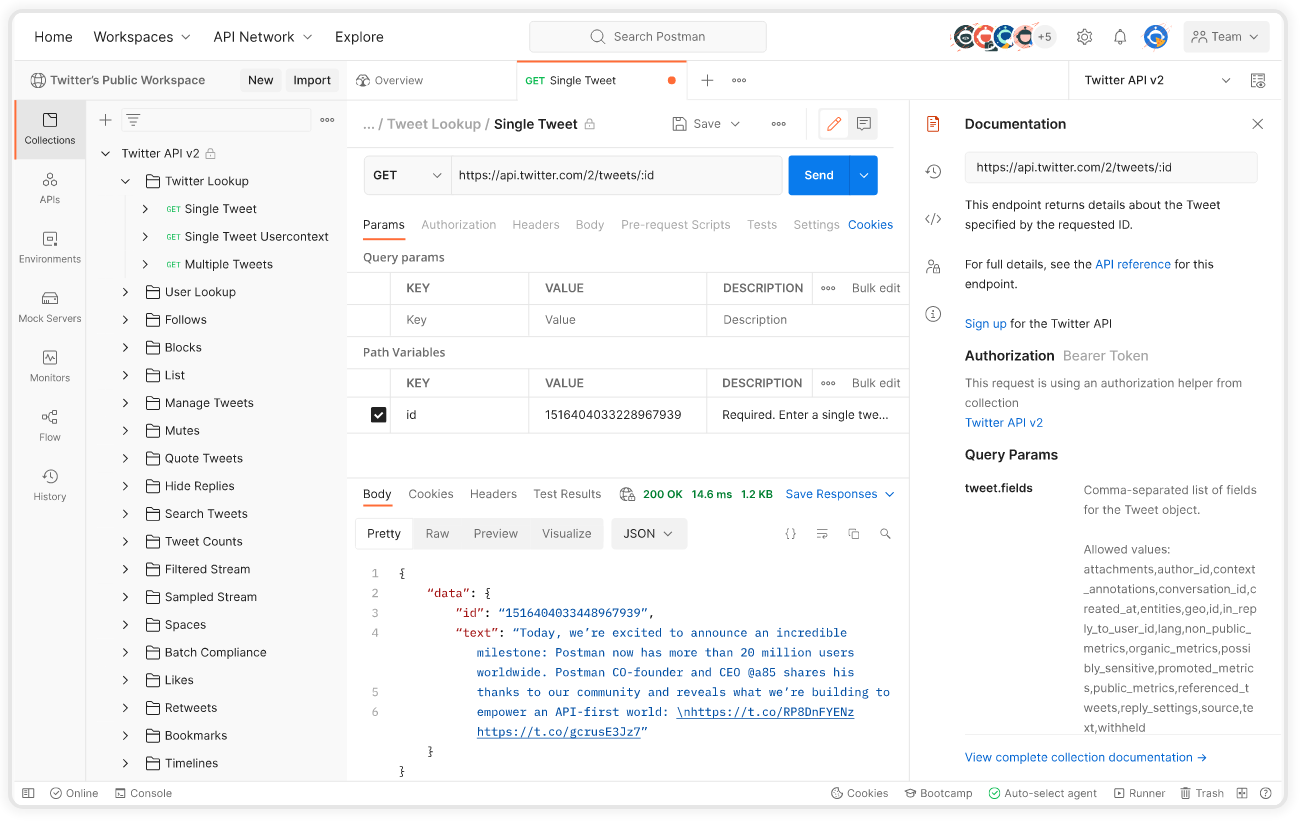 Home Workspaces API Network Explore Search Postman +5 Team
Twitter's Public Workspace New Import Overview GET Single Tweet Twitter API v2
Collections
APIs
Environments
Mock Servers
Monitors
Flow
History
Twitter API v2
Twitter Lookup
GET Single Tweet
GET Single Tweet Usercontext
GET Multiple Tweets
User Lookup
Follows
Blocks
List
Manage Tweets
Mutes
Quote Tweets
Hide Replies
Search Tweets
Tweet Counts
Filtered Stream
Sampled Stream
Spaces
Batch Compliance
Likes
Retweets
Bookmarks
Timelines
... / Tweet Lookup / Single Tweet Save
GET https://api.twitter.com/2/tweets/:id Send
Params Authorization Headers Body Pre-request Scripts Tests Settings Cookies
Query params
KEY VALUE DESCRIPTION Bulk edit
Key Value Description
Path Variables
KEY VALUE DESCRIPTION Bulk edit
id 1516404033228967939 Required. Enter a single twe...
Body Cookies Headers Test Results 200 OK 14.6 ms 1.2 KB Save Responses
Pretty Raw Preview Visualize JSON {}
1 {
2 “data”: {
3 “id”: “1516404033448967939”,
4 “text”: “Today, we’re excited to announce an incredible
milestone: Postman now has more than 20 million users
worldwide. Postman CO-founder and CEO @a85 shares his
5 thanks to our community and reveals what we’re building to
6 empower an API-first world: \nhttps://t.co/RP8DnFYENz
https://t.co/gcrusE3Jz7”
}
}
Documentation
https://api.twitter.com/2/tweets/:id
This endpoint returns details about the Tweet
specified by the requested ID.
For full details, see the API reference for this
endpoint.
Sign up for the Twitter API
Authorization Bearer Token
This request is using an authorization helper from
collection
Twitter API v2
Query Params
tweet.fields Comma-separated list of fields
for the Tweet object.
Allowed values:
attachments,author_id,context
_annotations,conversation_id,c
reated_at,entities,geo,id,in_rep
ly_to_user_id,lang,non_public_
metrics,organic_metrics,possi
bly_sensitive,promoted_metric
s,public_metrics,referenced_t
weets,reply_settings,source,te
xt,withheld
View complete collection documentation →
Online Console Cookies Bootcamp Auto-select agent Runner Trash